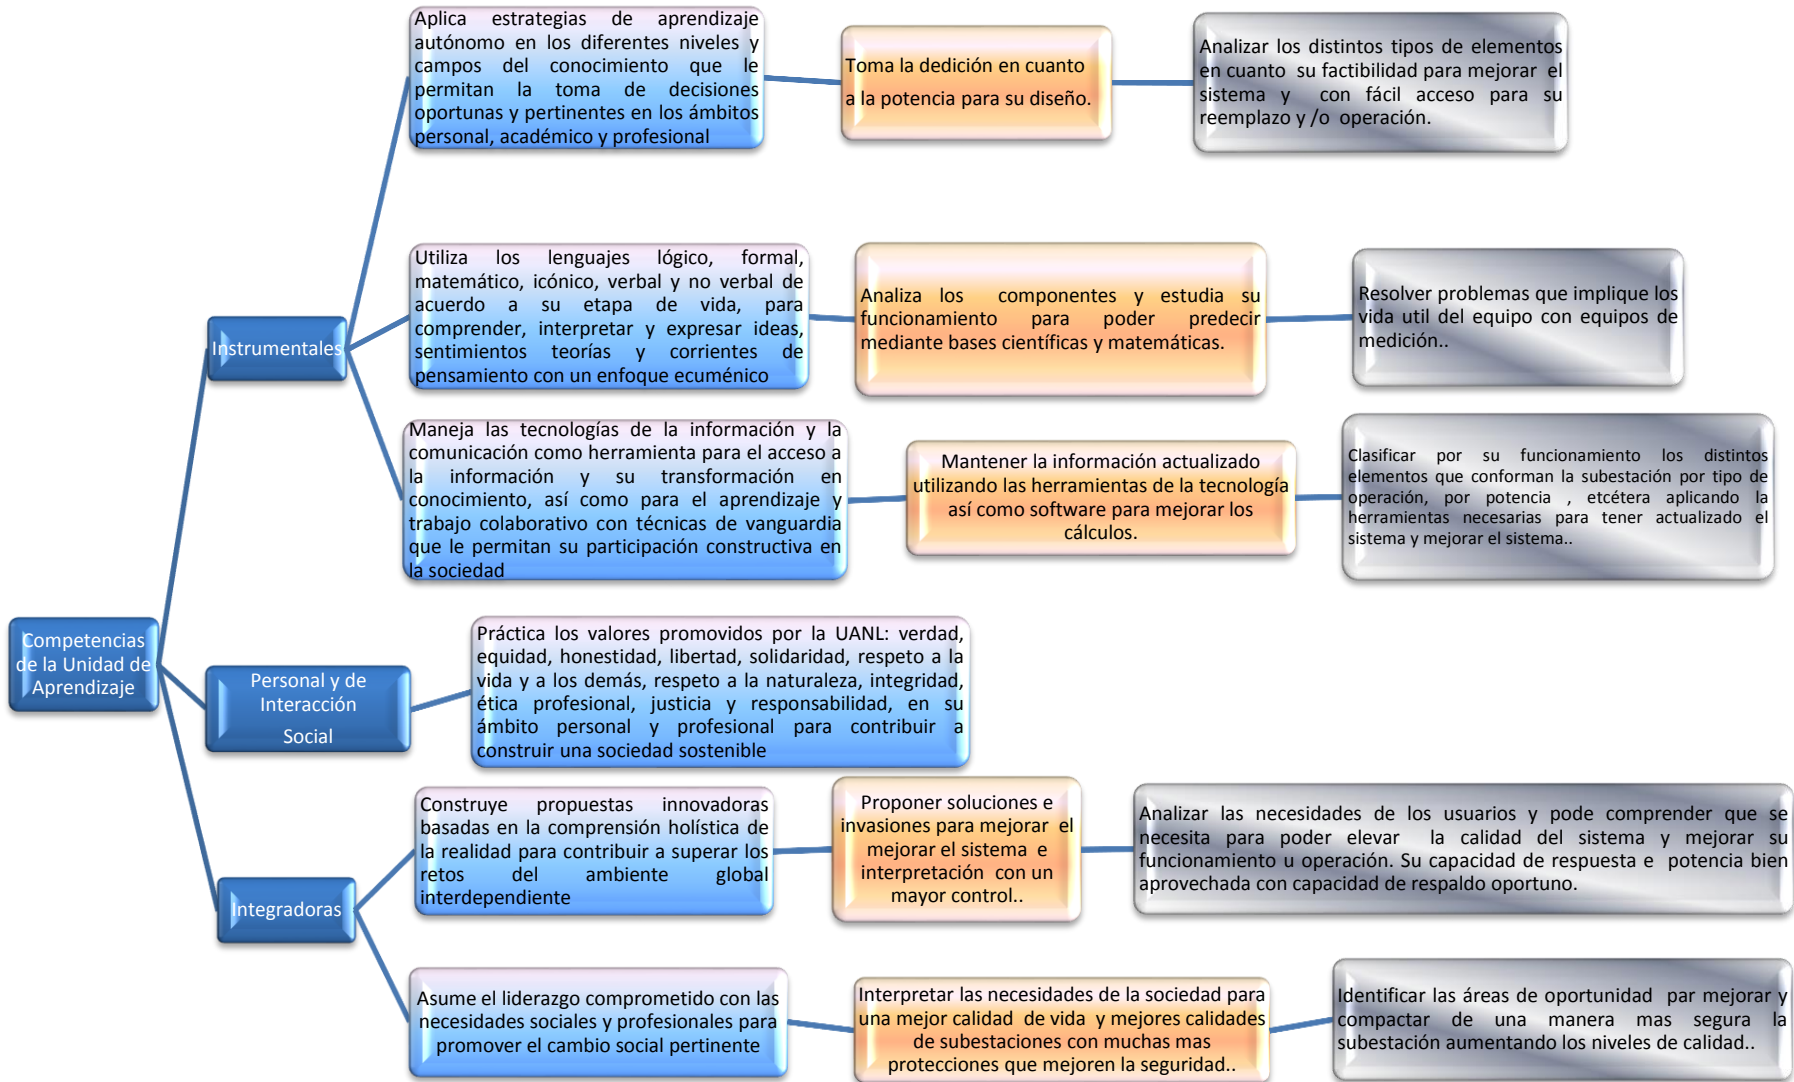 Aplica estrategias de aprendizaje
autónomo en los diferentes niveles y
campos del conocimiento que le
permitan la toma de decisiones
oportunas y pertinentes en los ámbitos
personal, académico y profesional
Toma la dedición en cuanto
a la potencia para su diseño.
Analizar los distintos tipos de elementos
en cuanto su factibilidad para mejorar el
sistema y con fácil acceso para su
reemplazo y /o operación.
Instrumentales
Utiliza los lenguajes lógico, formal,
matemático, icónico, verbal y no verbal de
acuerdo a su etapa de vida, para
comprender, interpretar y expresar ideas,
sentimientos teorías y corrientes de
pensamiento con un enfoque ecuménico
Analiza los componentes y estudia su
funcionamiento para poder predecir
mediante bases científicas y matemáticas.
Resolver problemas que implique los
vida util del equipo con equipos de
medición..
Maneja las tecnologías de la información y la
comunicación como herramienta para el acceso a
la información y su transformación en
conocimiento, así como para el aprendizaje y
trabajo colaborativo con técnicas de vanguardia
que le permitan su participación constructiva en
la sociedad
Mantener la información actualizado
utilizando las herramientas de la tecnología
así como software para mejorar los
cálculos.
Clasificar por su funcionamiento los distintos
elementos que conforman la subestación por tipo de
operación, por potencia , etcétera aplicando la
herramientas necesarias para tener actualizado el
sistema y mejorar el sistema..
Competencias
de la Unidad de
Aprendizaje
Personal y de
Interacción
Social
Práctica los valores promovidos por la UANL: verdad,
equidad, honestidad, libertad, solidaridad, respeto a la
vida y a los demás, respeto a la naturaleza, integridad,
ética profesional, justicia y responsabilidad, en su
ámbito personal y profesional para contribuir a
construir una sociedad sostenible
Integradoras
Construye propuestas innovadoras
basadas en la comprensión holística de
la realidad para contribuir a superar los
retos del ambiente global
interdependiente
Proponer soluciones e
invasiones para mejorar el
mejorar el sistema e
interpretación con un
mayor control..
Analizar las necesidades de los usuarios y pode comprender que se
necesita para poder elevar la calidad del sistema y mejorar su
funcionamiento u operación. Su capacidad de respuesta e potencia bien
aprovechada con capacidad de respaldo oportuno.
Asume el liderazgo comprometido con las
necesidades sociales y profesionales para
promover el cambio social pertinente
Interpretar las necesidades de la sociedad para
una mejor calidad de vida y mejores calidades
de subestaciones con muchas mas
protecciones que mejoren la seguridad..
Identificar las áreas de oportunidad par mejorar y
compactar de una manera mas segura la
subestación aumentando los niveles de calidad..